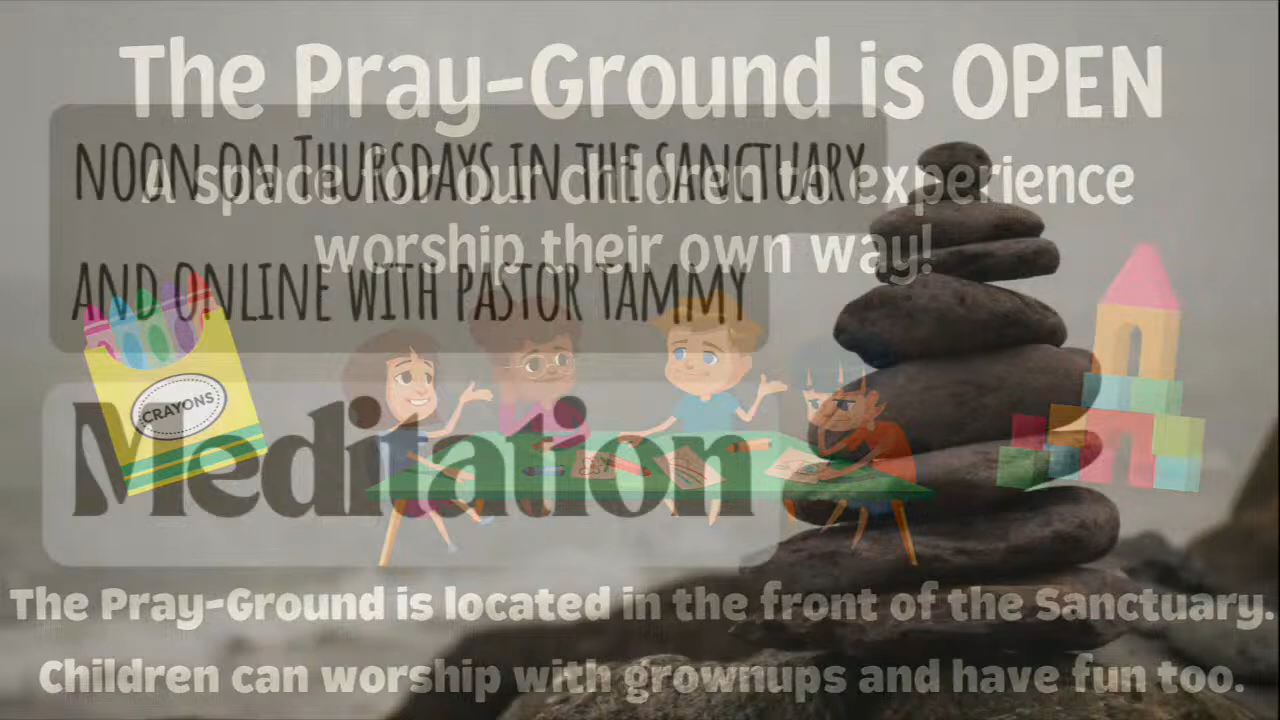 The Pray-Ground is OPEN
A space for our children to experience
worship their own way!
NOON ON THURSDAYS IN THE SANCTUARY
AND ONLINE WITH PASTOR TAMMY
CRAYONS
Meditation
The Pray-Ground is located in the front of the Sanctuary.
Children can worship with grownups and have fun too.